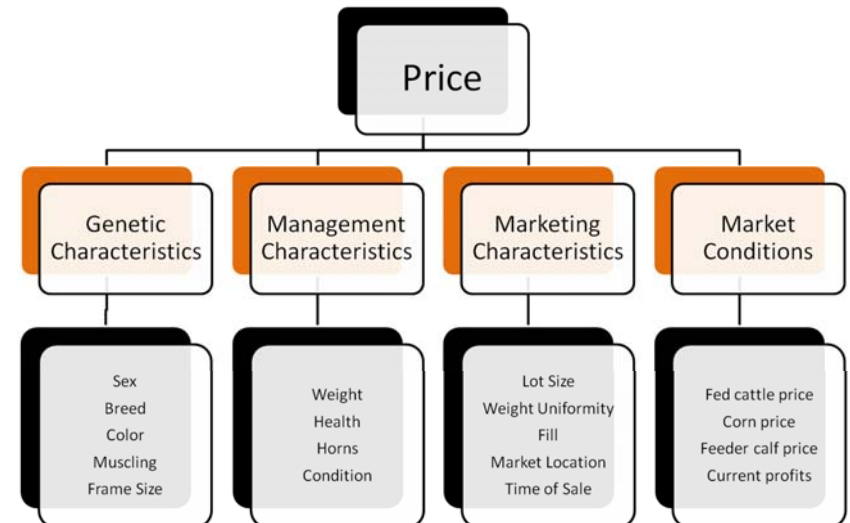 Price
Genetic
Characteristics
Management
Characteristics
Marketing
Characteristics
Market
Conditions
Sex
Breed
Color
Muscling
Frame Size
Weight
Health
Horns
Condition
Lot Size
Weight Uniformity
Fill
Market Location
Time of Sale
Fed cattle price
Corn price
Feeder calf price
Current profits